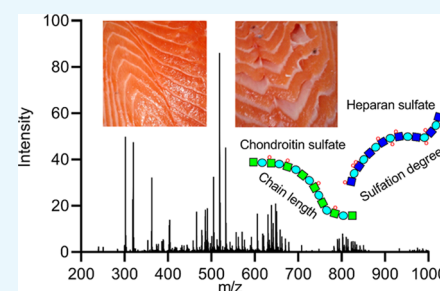 100
80
60
40
20
0
Intensity
200 300 400 500 600 700 800 900 1000
m/z
Heparan sulfate
Chondroitin sulfate
Chain length
Sulfation degree